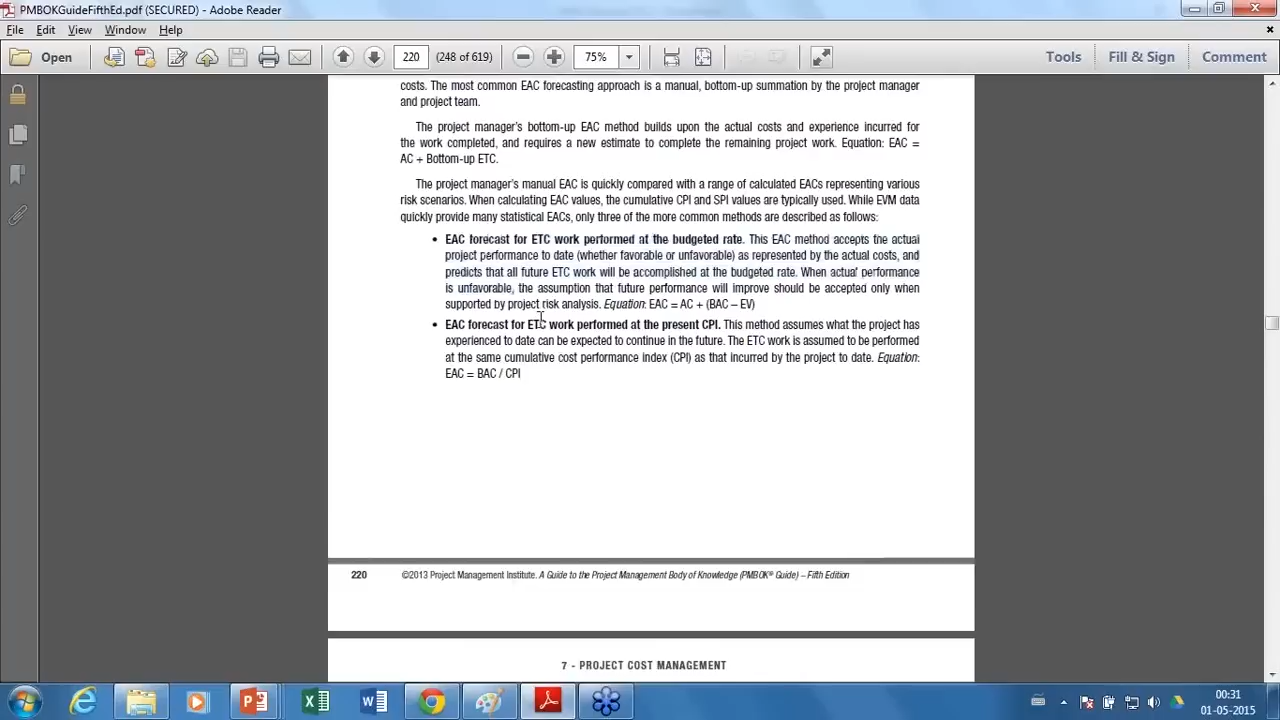 PMBOKGuideFifthEd.pdf (SECURED) - Adobe Reader
File Edit View Window Help
Open 220 (248 of 619) 75% Tools Fill & Sign Comment
costs. The most common EAC forecasting approach is a manual, bottom-up summation by the project manager
and project team.
The project manager's bottom-up EAC method builds upon the actual costs and experience incurred for
the work completed, and requires a new estimate to complete the remaining project work. Equation: EAC =
AC + Bottom-up ETC.
The project manager's manual EAC is quickly compared with a range of calculated EACs representing various
risk scenarios. When calculating EAC values, the cumulative CPI and SPI values are typically used. While EVM data
quickly provide many statistical EACs, only three of the more common methods are described as follows:
• EAC forecast for ETC work performed at the budgeted rate. This EAC method accepts the actual
project performance to date (whether favorable or unfavorable) as represented by the actual costs, and
predicts that all future ETC work will be accomplished at the budgeted rate. When actual performance
is unfavorable, the assumption that future performance will improve should be accepted only when
supported by project risk analysis. Equation: EAC = AC + (BAC – EV)
• EAC forecast for ETC work performed at the present CPI. This method assumes what the project has
experienced to date can be expected to continue in the future. The ETC work is assumed to be performed
at the same cumulative cost performance index (CPI) as that incurred by the project to date. Equation:
EAC = BAC / CPI
220 ©2013 Project Management Institute. A Guide to the Project Management Body of Knowledge (PMBOK® Guide) – Fifth Edition
7 - PROJECT COST MANAGEMENT
00:31
01-05-2015